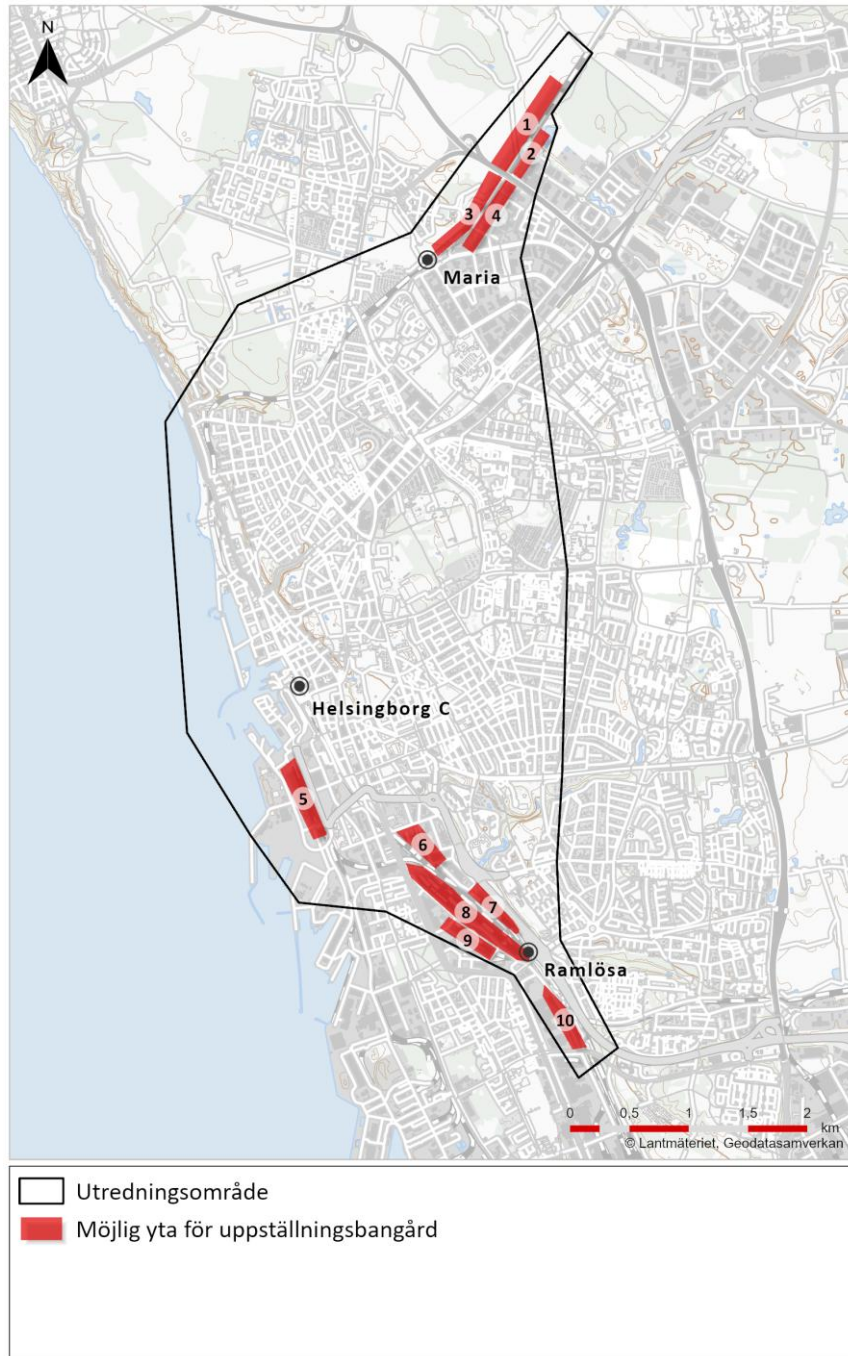 N
1
2
3
4
Maria
Helsingborg C
5
6
7
8
9
Ramlösa
10
0 0,5 1 1,5 2
km
© Lantmäteriet, Geodatasamverkan
Utredningsområde
Möjlig yta för uppställningsbangård